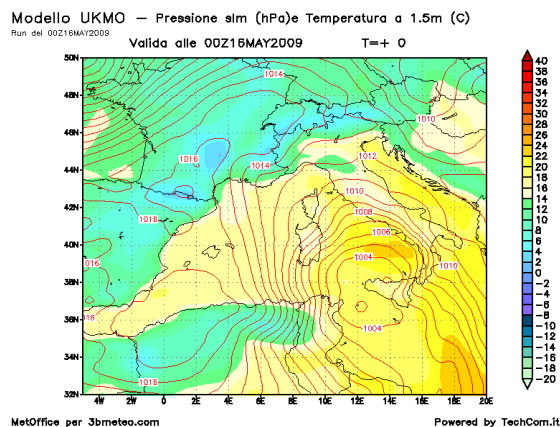 Modello UKMO — Pressione slm (hPa)e Temperatura a 1.5m (C)
Run del 00Z16MAY2009
Valida alle 00Z16MAY2009 T=+ 0
50N
48N
46N
44N
42N
40N
38N
36N
34N
32N
4W 2W 0 2E 4E 6E 8E 10E 12E 14E 16E 18E 20E
1014
1010
1016
1014
1012
1010
1018
1008
1006
1004
1010
1016
16
1004
1016
40
36
34
32
30
28
26
24
22
20
18
16
14
12
10
8
6
4
2
0
−2
−4
−6
−8
−10
−12
−14
−16
−18
−20
MetOffice per 3bmeteo.com
Powered by TechCom.it